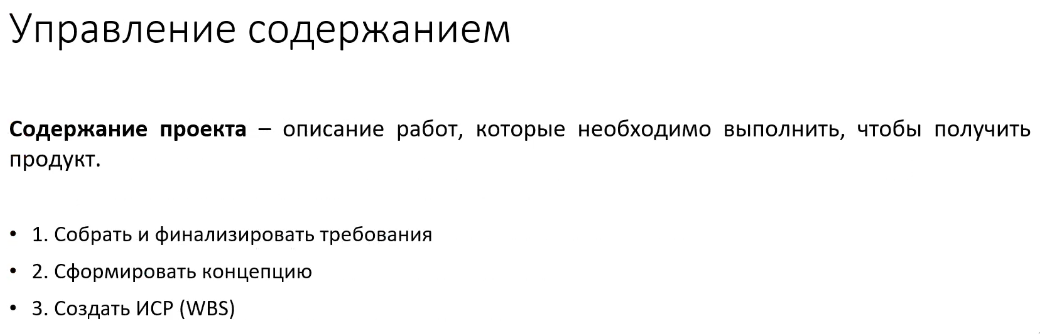 Управление содержанием
Содержание проекта – описание работ, которые необходимо выполнить, чтобы получить
продукт.
• 1. Собрать и финализировать требования
• 2. Сформировать концепцию
• 3. Создать ИСР (WBS)